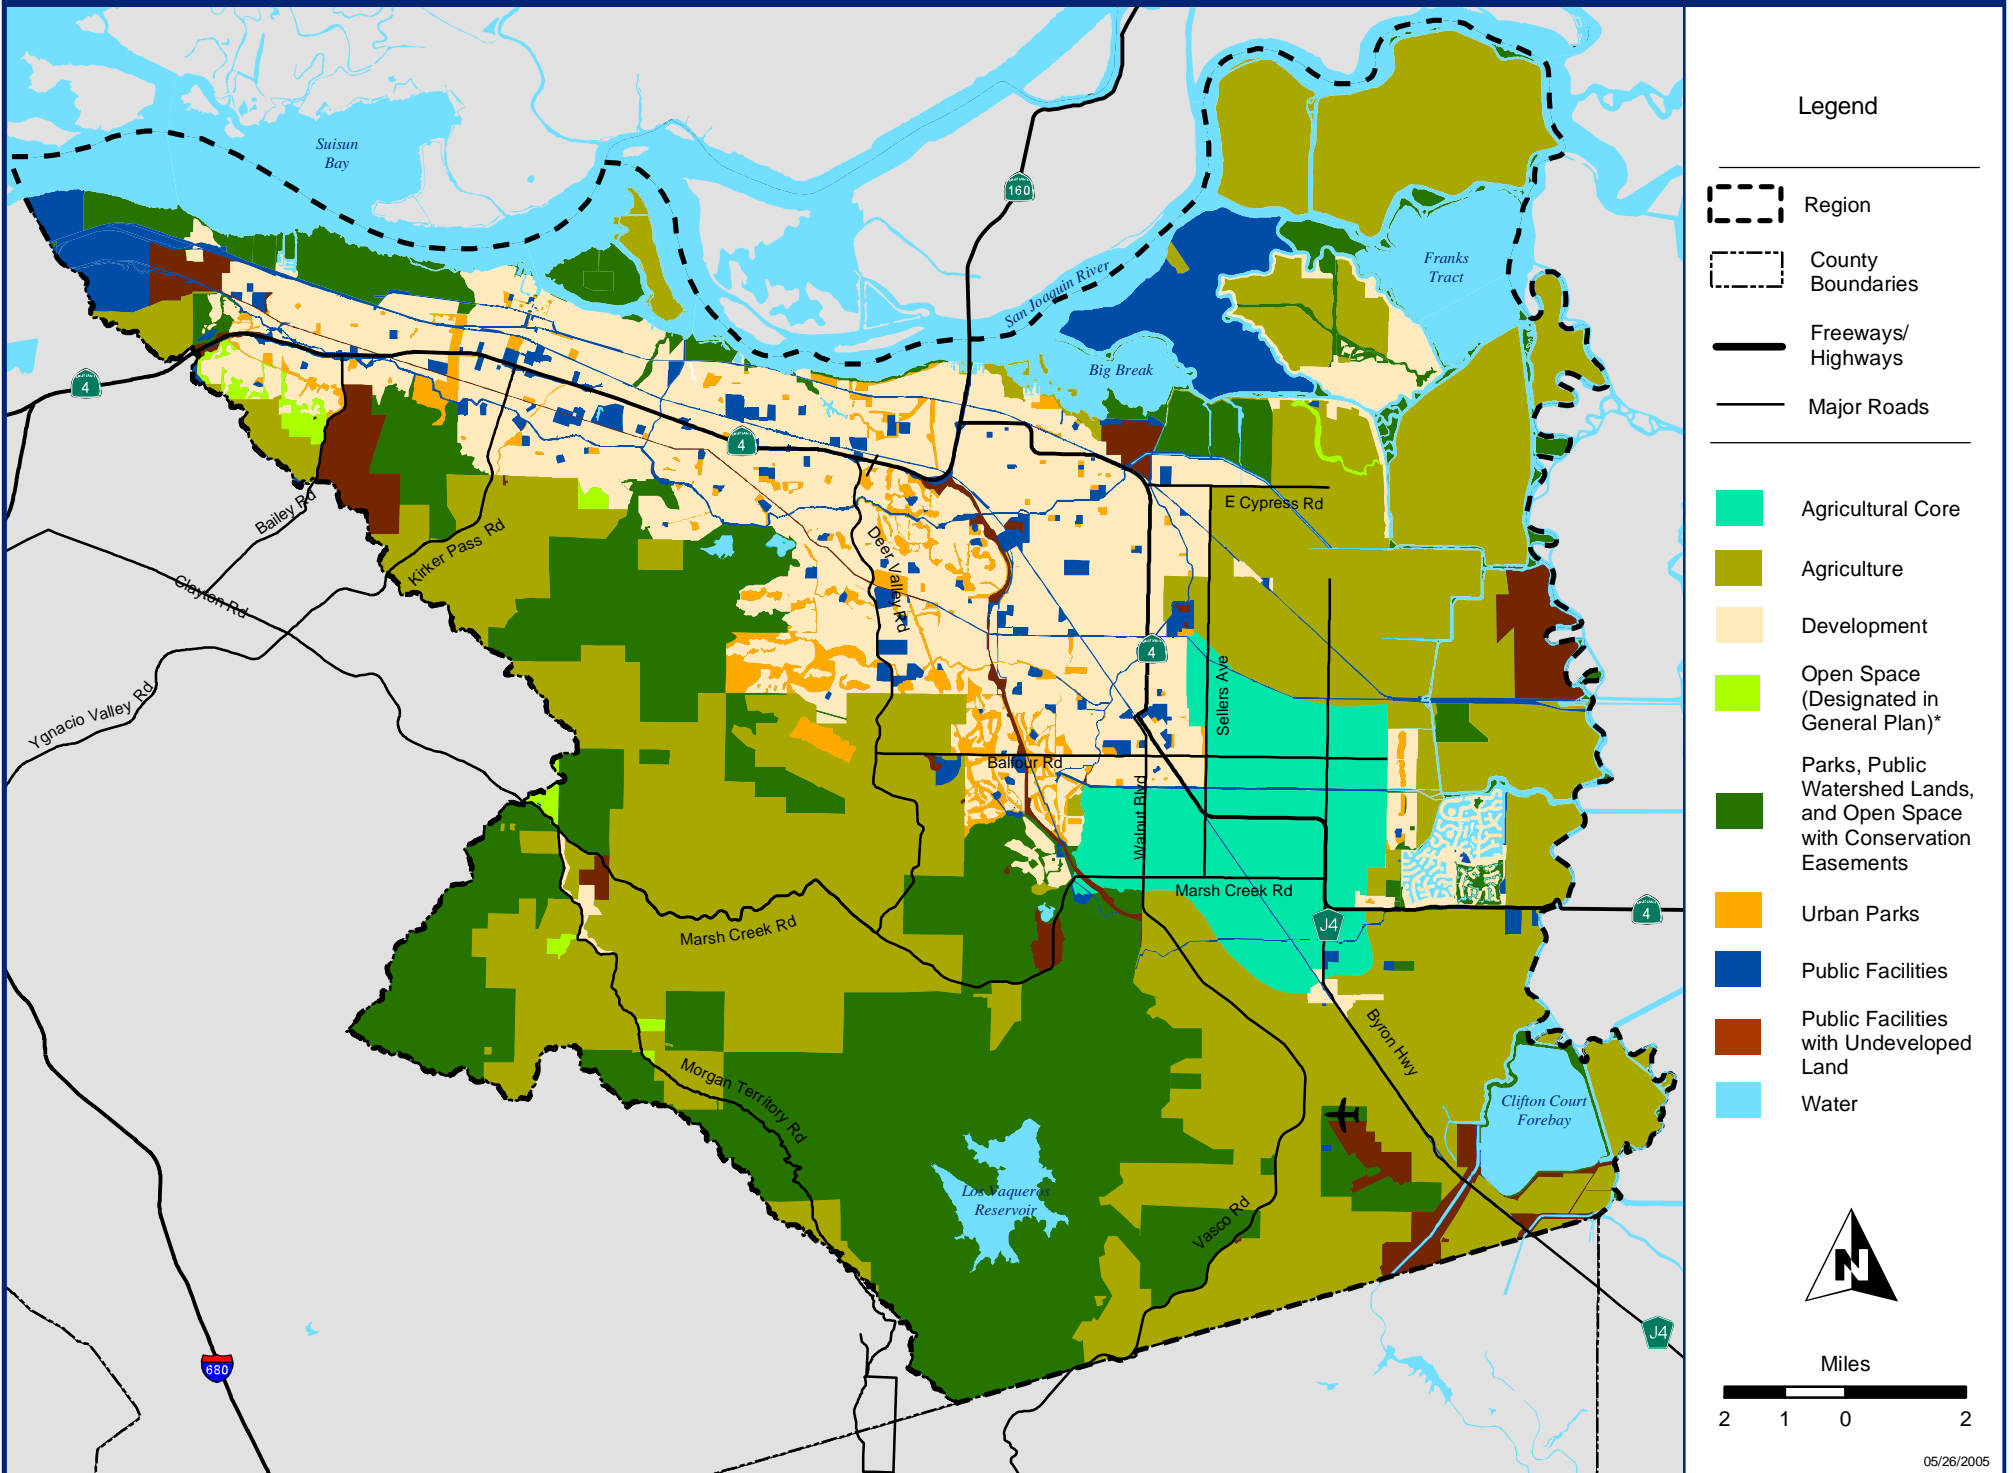 Suisun
Bay
160
San Joaquin River
Franks
Tract
Big Break
4
4
Bailey Rd
Kirker Pass Rd
Clayton Rd
Ygnacio Valley Rd
Deer Valley Rd
E Cypress Rd
4
Sellers Ave
Balfour Rd
Walnut Blvd
Marsh Creek Rd
Marsh Creek Rd
J4
4
Byron Hwy
Morgan Territory Rd
Clifton Court
Forebay
Los Vaqueros
Reservoir
Vasco Rd
J4
680
Legend
Region
County
Boundaries
Freeways/
Highways
Major Roads
Agricultural Core
Agriculture
Development
Open Space
(Designated in
General Plan)*
Parks, Public
Watershed Lands,
and Open Space
with Conservation
Easements
Urban Parks
Public Facilities
Public Facilities
with Undeveloped
Land
Water
N
Miles
2 1 0 2
05/26/2005